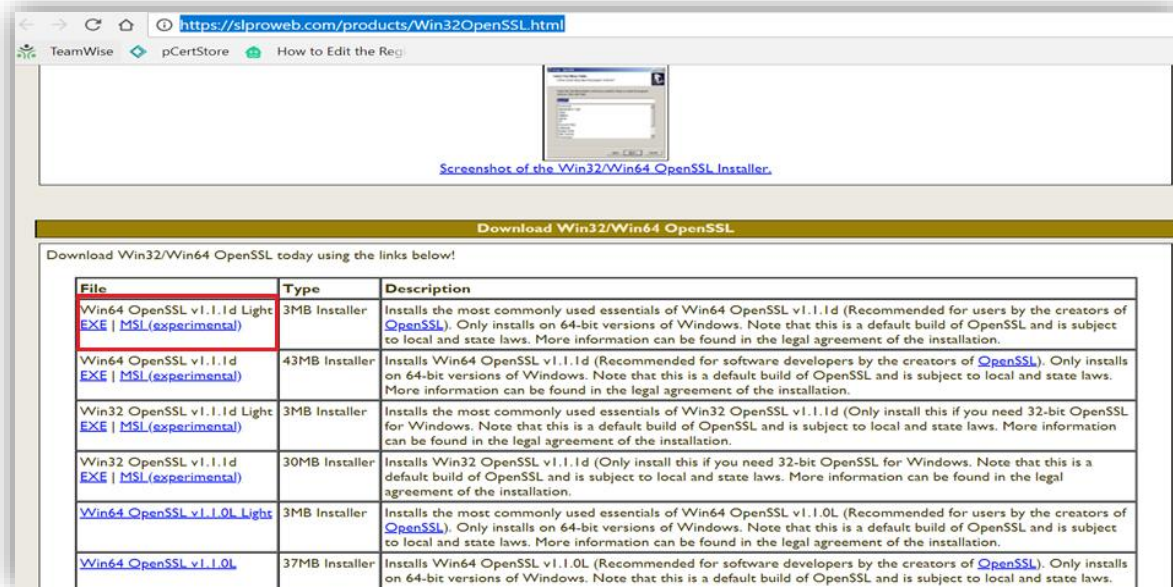 https://slproweb.com/products/Win32OpenSSL.html
TeamWise pCertStore How to Edit the Reg
Screenshot of the Win32/Win64 OpenSSL Installer.
Download Win32/Win64 OpenSSL
Download Win32/Win64 OpenSSL today using the links below!
File Type Description
Win64 OpenSSL v1.1.1d Light 3MB Installer Installs the most commonly used essentials of Win64 OpenSSL v1.1.1d (Recommended for users by the creators of
EXE | MSI (experimental) OpenSSL). Only installs on 64-bit versions of Windows. Note that this is a default build of OpenSSL and is subject
to local and state laws. More information can be found in the legal agreement of the installation.
Win64 OpenSSL v1.1.1d 43MB Installer Installs Win64 OpenSSL v1.1.1d (Recommended for software developers by the creators of OpenSSL). Only installs
EXE | MSI (experimental) on 64-bit versions of Windows. Note that this is a default build of OpenSSL and is subject to local and state laws.
More information can be found in the legal agreement of the installation.
Win32 OpenSSL v1.1.1d Light 3MB Installer Installs the most commonly used essentials of Win32 OpenSSL v1.1.1d (Only install this if you need 32-bit OpenSSL
EXE | MSI (experimental) for Windows. Note that this is a default build of OpenSSL and is subject to local and state laws. More information
can be found in the legal agreement of the installation.
Win32 OpenSSL v1.1.1d 30MB Installer Installs Win32 OpenSSL v1.1.1d (Only install this if you need 32-bit OpenSSL for Windows. Note that this is a
EXE | MSI (experimental) default build of OpenSSL and is subject to local and state laws. More information can be found in the legal
agreement of the installation.
Win64 OpenSSL v1.1.0L Light 3MB Installer Installs the most commonly used essentials of Win64 OpenSSL v1.1.0L (Recommended for users by the creators of
OpenSSL). Only installs on 64-bit versions of Windows. Note that this is a default build of OpenSSL and is subject
to local and state laws. More information can be found in the legal agreement of the installation.
Win64 OpenSSL v1.1.0L 37MB Installer Installs Win64 OpenSSL v1.1.0L (Recommended for software developers by the creators of OpenSSL). Only installs
on 64-bit versions of Windows. Note that this is a default build of OpenSSL and is subject to local and state laws.